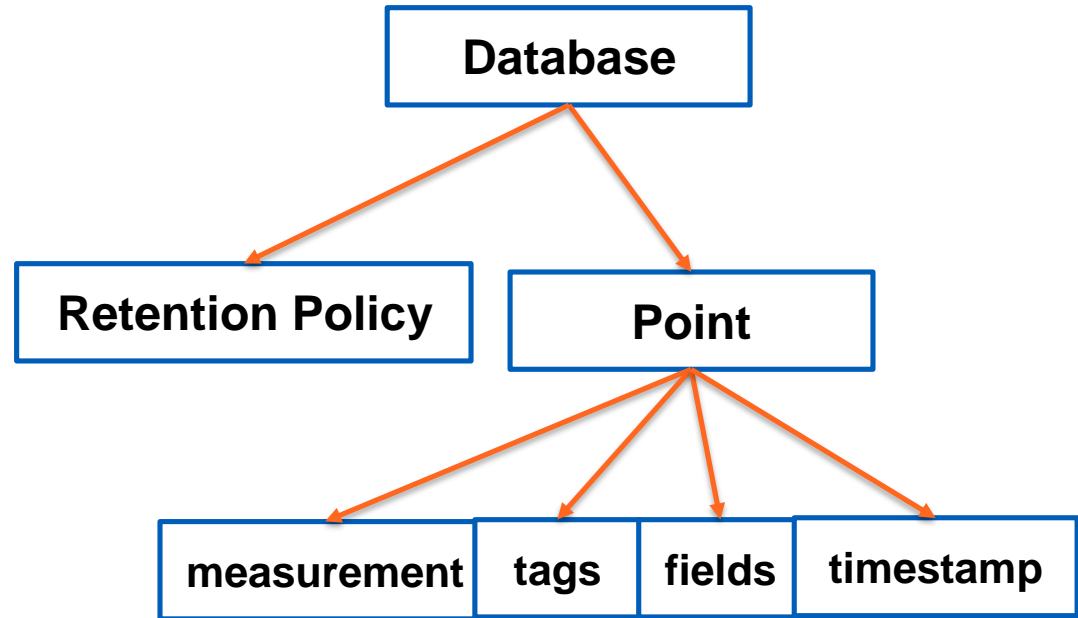 Database
Retention Policy
Point
measurement
tags
fields
timestamp